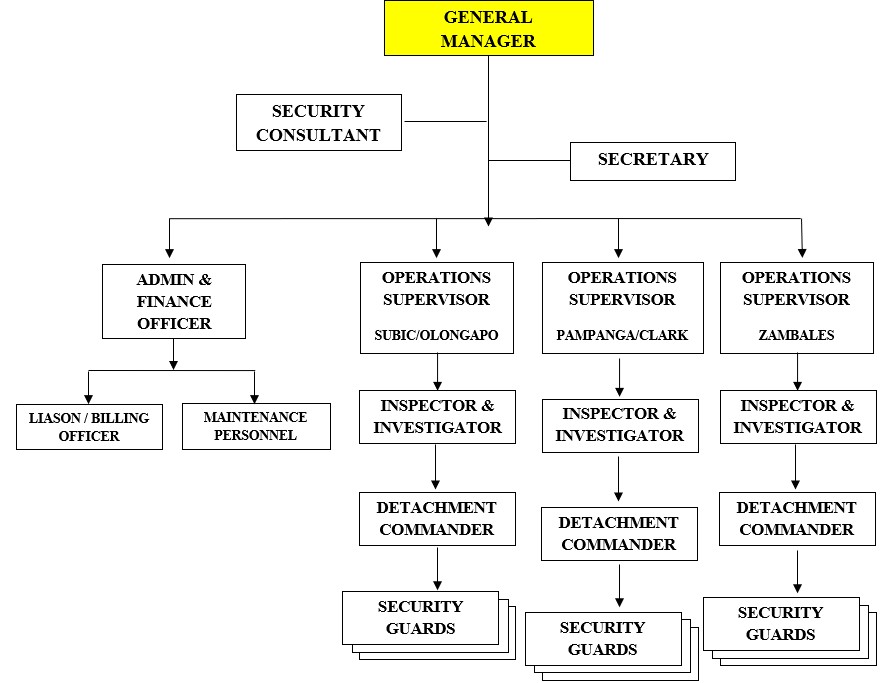 GENERAL
MANAGER
SECURITY
CONSULTANT
SECRETARY
ADMIN &
FINANCE
OFFICER
OPERATIONS
SUPERVISOR
SUBIC/OLONGAPO
OPERATIONS
SUPERVISOR
PAMPANGA/CLARK
OPERATIONS
SUPERVISOR
ZAMBALES
LIASON / BILLING
OFFICER
MAINTENANCE
PERSONNEL
INSPECTOR &
INVESTIGATOR
INSPECTOR &
INVESTIGATOR
INSPECTOR &
INVESTIGATOR
DETACHMENT
COMMANDER
DETACHMENT
COMMANDER
DETACHMENT
COMMANDER
SECURITY
GUARDS
SECURITY
GUARDS
SECURITY
GUARDS